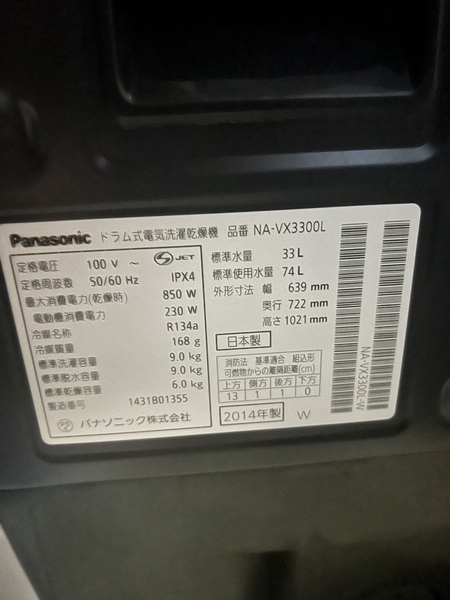 Panasonic ドラム式電気洗濯乾燥機 品番 NA-VX3300L
定格電圧 100 V ～ S JET
定格周波数 50/60 Hz IPX4
最大消費電力(乾燥時) 850 W
電動機消費電力 230 W
冷媒名称 R134a
冷媒質量 168 g
標準洗濯容量 9.0 kg
標準脱水容量 9.0 kg
標準乾燥容量 6.0 kg
製造番号 1431B01355
パナソニック株式会社
標準水量 33 L
標準使用水量 74 L
外形寸法 幅 639 mm
奥行 722 mm
高さ 1021 mm
日本製
消防法 基準適合 組込形
可燃物からの離隔距離(cm)
上方 側方 後方 下方
13 1 1 0
2014年製 W
NA-VX3300L-W